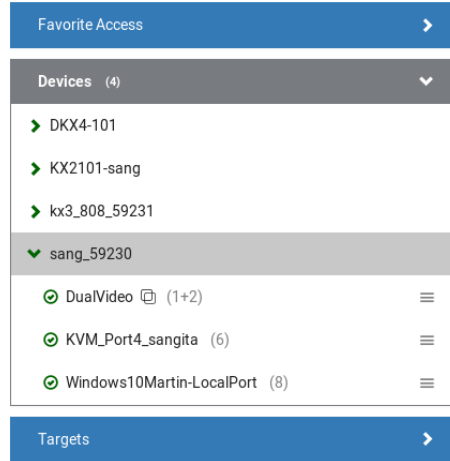 Favorite Access
Devices (4)
DKX4-101
KX2101-sang
kx3_808_59231
sang_59230
DualVideo (1+2)
KVM_Port4_sangita (6)
Windows10Martin-LocalPort (8)
Targets